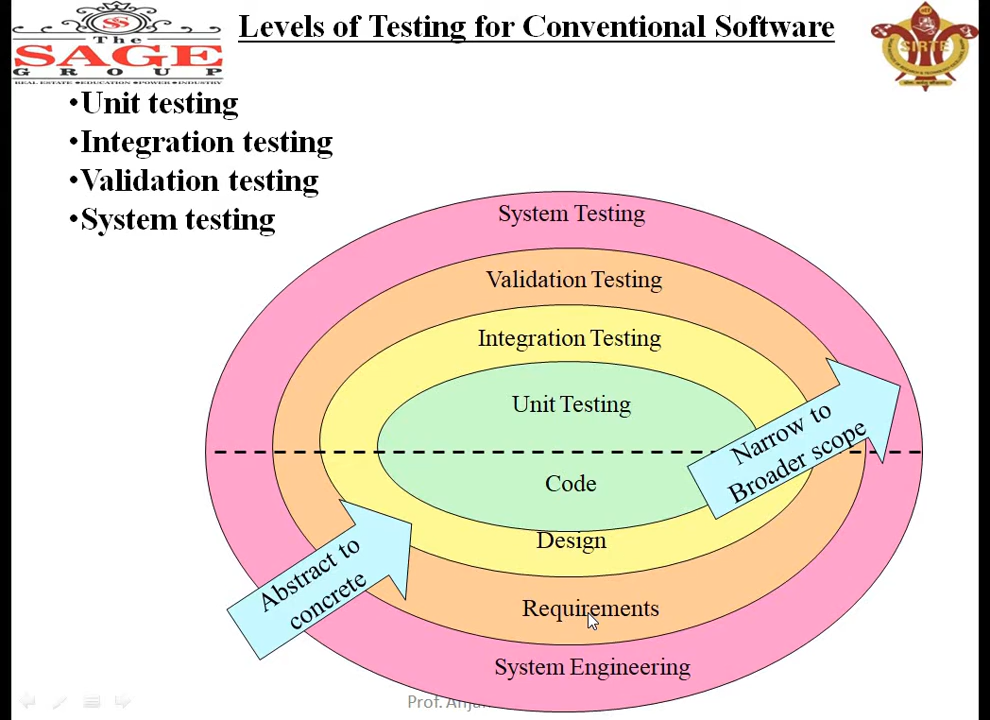 Levels of Testing for Conventional Software
The
SAGE
GROUP
REAL ESTATE•EDUCATION•POWER•INDUSTRY
SIRTE
•Unit testing
•Integration testing
•Validation testing
•System testing
System Testing
Validation Testing
Integration Testing
Unit Testing
Narrow to
Broader scope
Code
Design
Abstract to
concrete
Requirements
System Engineering
Prof.